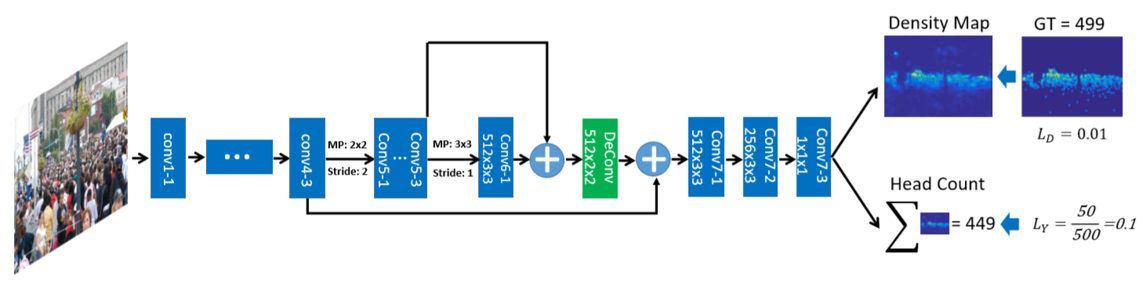 conv1-1
...
conv4-3
MP: 2x2
Stride: 2
Conv5-1
...
Conv5-3
MP: 3x3
Stride: 1
Conv6-1
512x3x3
DeConv
512x2x2
Conv7-1
512x3x3
Conv7-2
256x3x3
Conv7-3
1x1x1
Density Map
GT = 499
L_D = 0.01
Head Count
∑ = 449
L_Y = 50/500 =0.1